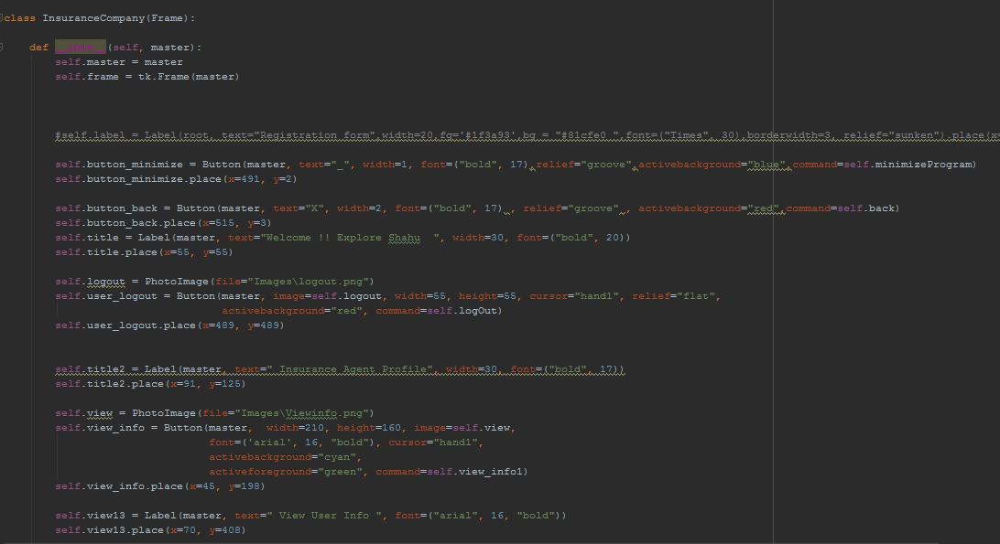 class InsuranceCompany(Frame):
def __init__(self, master):
self.master = master
self.frame = tk.Frame(master)
#self.label = Label(root, text="Registration form",width=20,fg='#1f3a93',bg = "#81cfe0 ",font=("Times", 30),borderwidth=3, relief="sunken").place(x=
self.button_minimize = Button(master, text="_", width=1, font=("bold", 17),relief="groove",activebackground="blue",command=self.minimizeProgram)
self.button_minimize.place(x=491, y=2)
self.button_back = Button(master, text="X", width=2, font=("bold", 17) , relief="groove" , activebackground="red",command=self.back)
self.button_back.place(x=515, y=3)
self.title = Label(master, text="Welcome !! Explore Shahu  ", width=30, font=("bold", 20))
self.title.place(x=55, y=55)
self.logout = PhotoImage(file="Images\logout.png")
self.user_logout = Button(master, image=self.logout, width=55, height=55, cursor="hand1", relief="flat",
activebackground="red", command=self.logOut)
self.user_logout.place(x=489, y=489)
self.title2 = Label(master, text=" Insurance Agent Profile", width=30, font=("bold", 17))
self.title2.place(x=91, y=125)
self.view = PhotoImage(file="Images\Viewinfo.png")
self.view_info = Button(master,  width=210, height=160, image=self.view,
font=('arial', 16, "bold"), cursor="hand1",
activebackground="cyan",
activeforeground="green", command=self.view_info1)
self.view_info.place(x=45, y=198)
self.view13 = Label(master, text=" View User Info ", font=("arial", 16, "bold"))
self.view13.place(x=70, y=408)